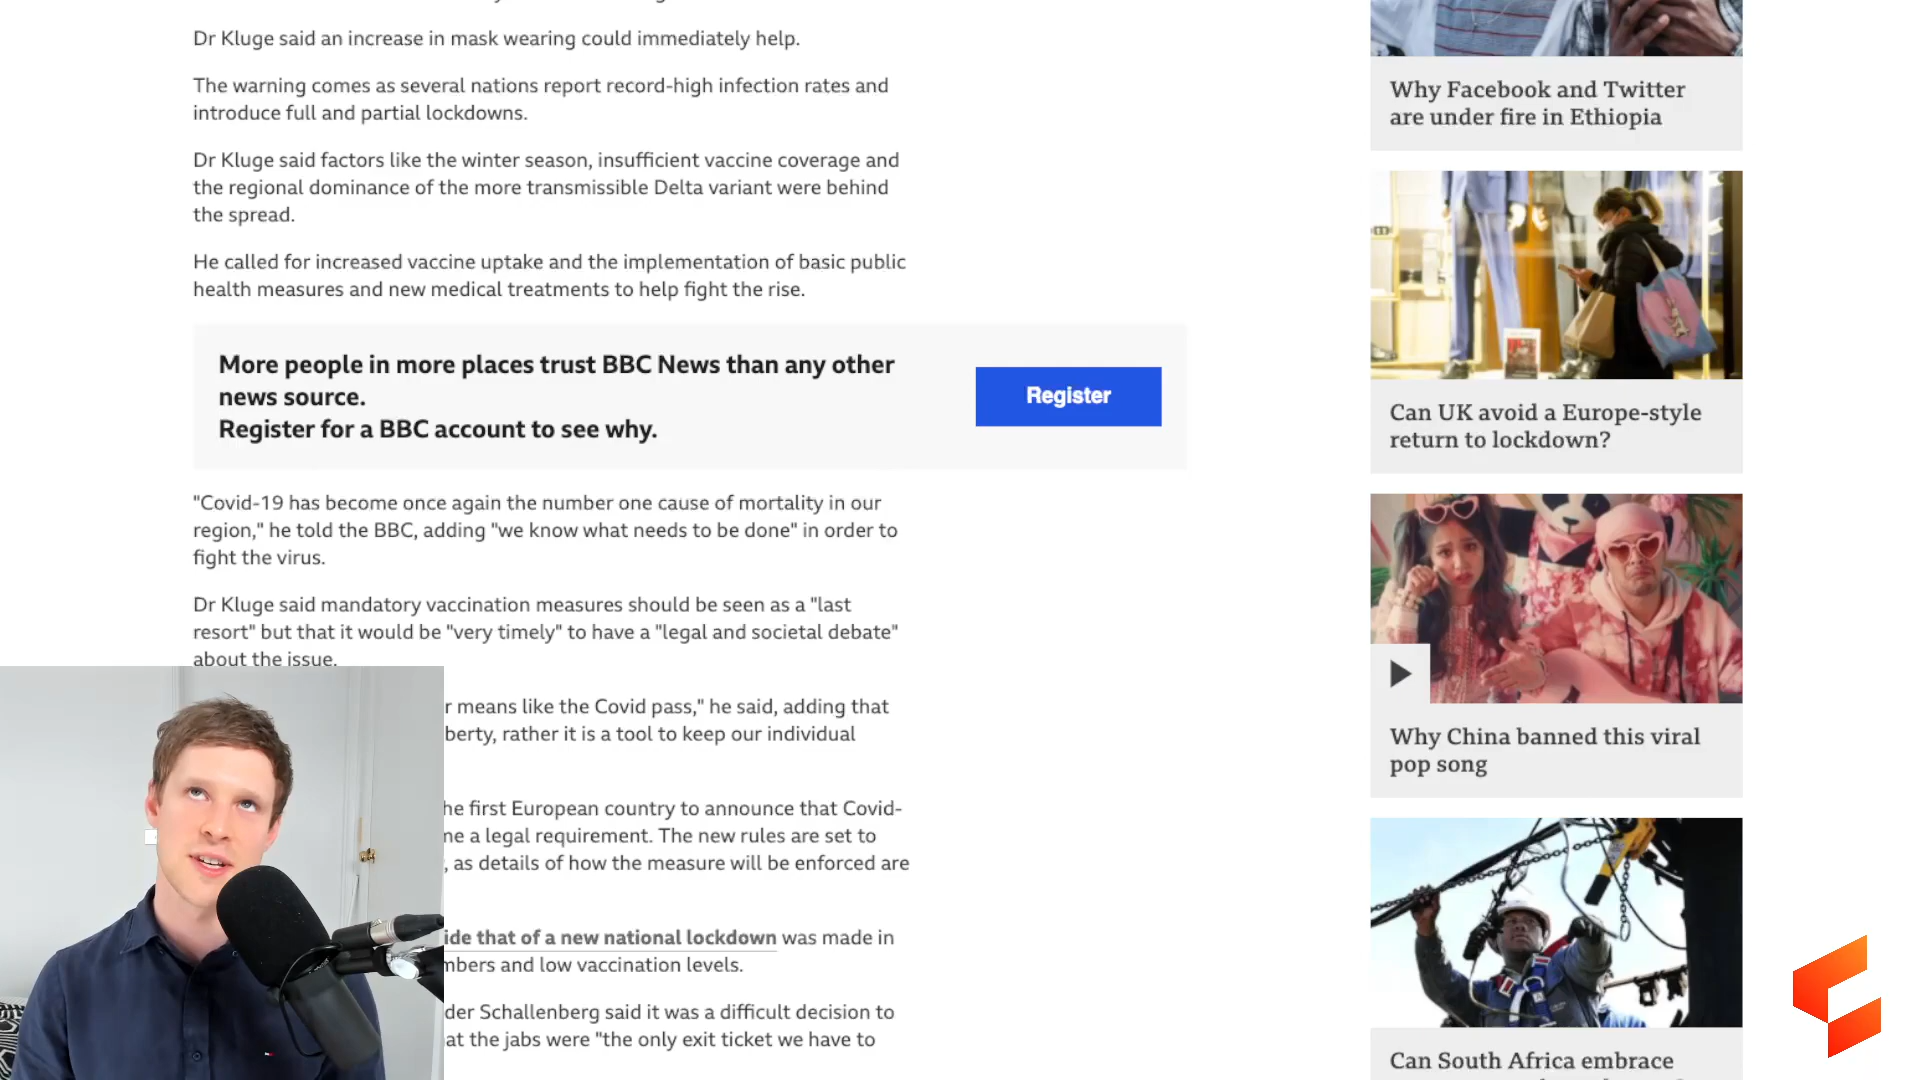 Dr Kluge said an increase in mask wearing could immediately help.
The warning comes as several nations report record-high infection rates and
introduce full and partial lockdowns.
Dr Kluge said factors like the winter season, insufficient vaccine coverage and
the regional dominance of the more transmissible Delta variant were behind
the spread.
He called for increased vaccine uptake and the implementation of basic public
health measures and new medical treatments to help fight the rise.
More people in more places trust BBC News than any other
news source.
Register for a BBC account to see why.
Register
"Covid-19 has become once again the number one cause of mortality in our
region," he told the BBC, adding "we know what needs to be done" in order to
fight the virus.
Dr Kluge said mandatory vaccination measures should be seen as a "last
resort" but that it would be "very timely" to have a "legal and societal debate"
about the issue.
r means like the Covid pass," he said, adding that
berty, rather it is a tool to keep our individual
he first European country to announce that Covid-
me a legal requirement. The new rules are set to
, as details of how the measure will be enforced are
ide that of a new national lockdown was made in
mbers and low vaccination levels.
der Schallenberg said it was a difficult decision to
at the jabs were "the only exit ticket we have to
Why Facebook and Twitter
are under fire in Ethiopia
Can UK avoid a Europe-style
return to lockdown?
Why China banned this viral
pop song
Can South Africa embrace